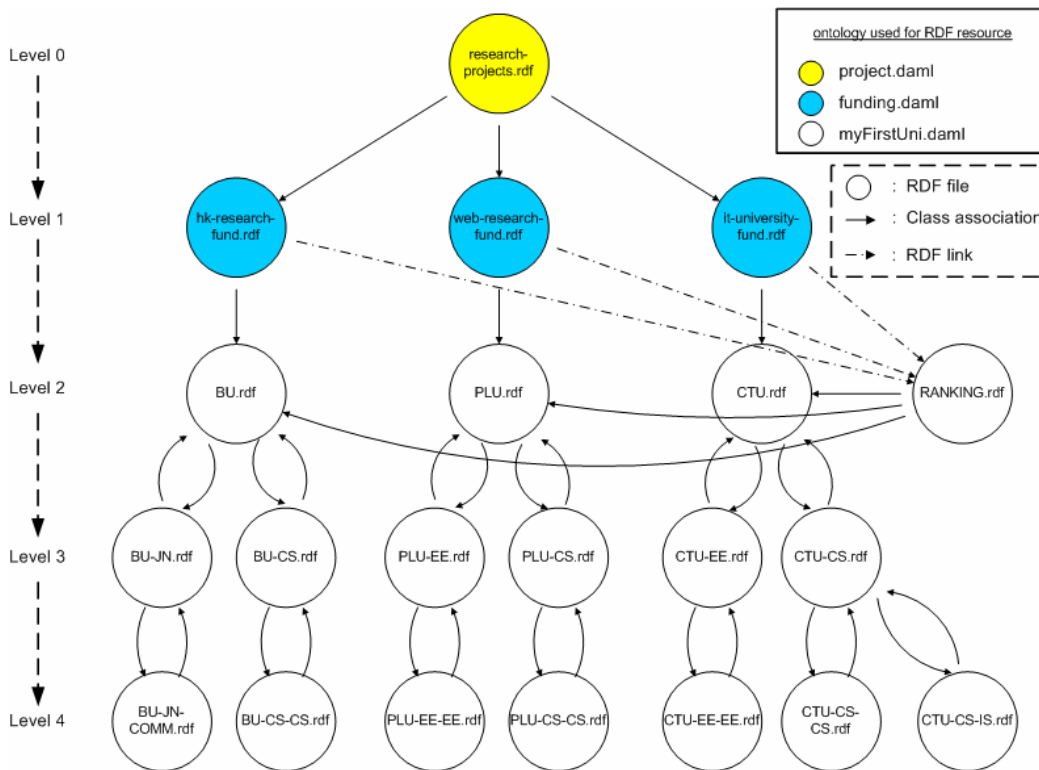 Level 0
research-
projects.rdf
ontology used for RDF resource
project.daml
funding.daml
myFirstUni.daml
: RDF file
: Class association
: RDF link
Level 1
hk-research-
fund.rdf
web-research-
fund.rdf
it-university-
fund.rdf
Level 2
BU.rdf
PLU.rdf
CTU.rdf
RANKING.rdf
Level 3
BU-JN.rdf
BU-CS.rdf
PLU-EE.rdf
PLU-CS.rdf
CTU-EE.rdf
CTU-CS.rdf
Level 4
BU-JN-
COMM.rdf
BU-CS-CS.rdf
PLU-EE-EE.rdf
PLU-CS-CS.rdf
CTU-EE-EE.rdf
CTU-CS-
CS.rdf
CTU-CS-IS.rdf